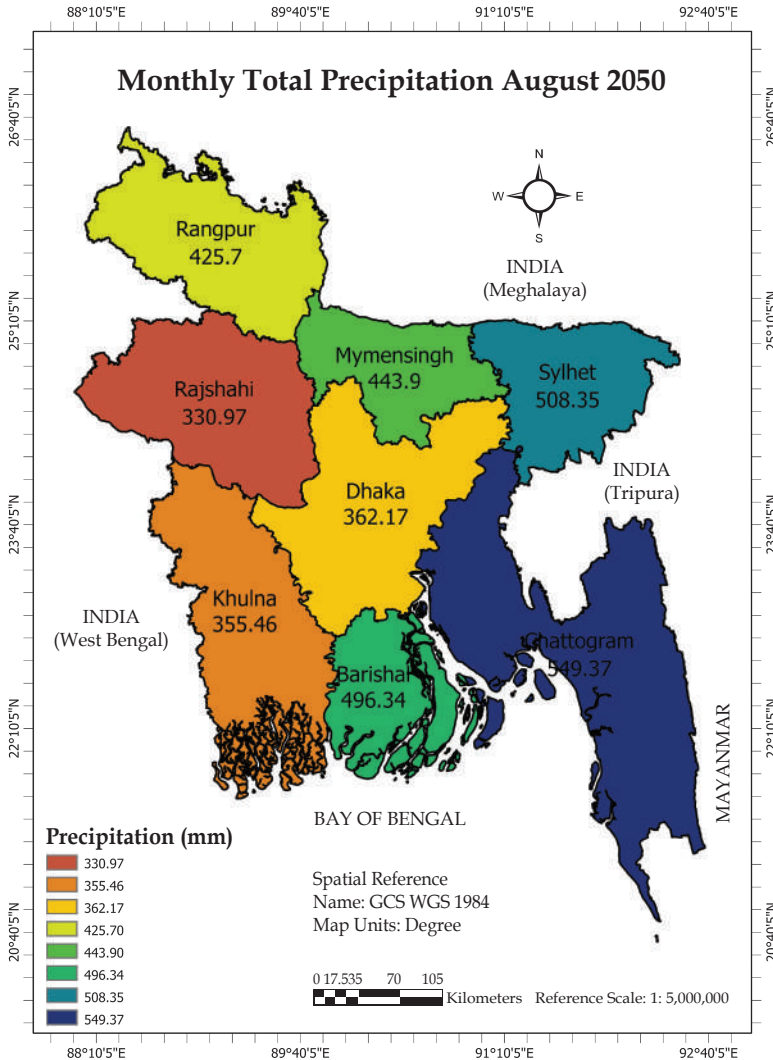 88°10'5"E 89°40'5"E 91°10'5"E 92°40'5"E
Monthly Total Precipitation August 2050
26°40'5"N
26°40'5"N
N
W E
S
Rangpur
425.7
INDIA
(Meghalaya)
25°10'5"N
25°10'5"N
Mymensingh
443.9
Sylhet
508.35
Rajshahi
330.97
INDIA
(Tripura)
Dhaka
362.17
23°40'5"N
23°40'5"N
Khulna
355.46
INDIA
(West Bengal)
Chattogram
549.37
Barishal
496.34
22°10'5"N
22°10'5"N
MAYANMAR
BAY OF BENGAL
Precipitation (mm)
330.97
355.46
362.17
425.70
443.90
496.34
508.35
549.37
Spatial Reference
Name: GCS WGS 1984
Map Units: Degree
20°40'5"N
20°40'5"N
0 17.535 70 105
Kilometers Reference Scale: 1: 5,000,000
88°10'5"E 89°40'5"E 91°10'5"E 92°40'5"E